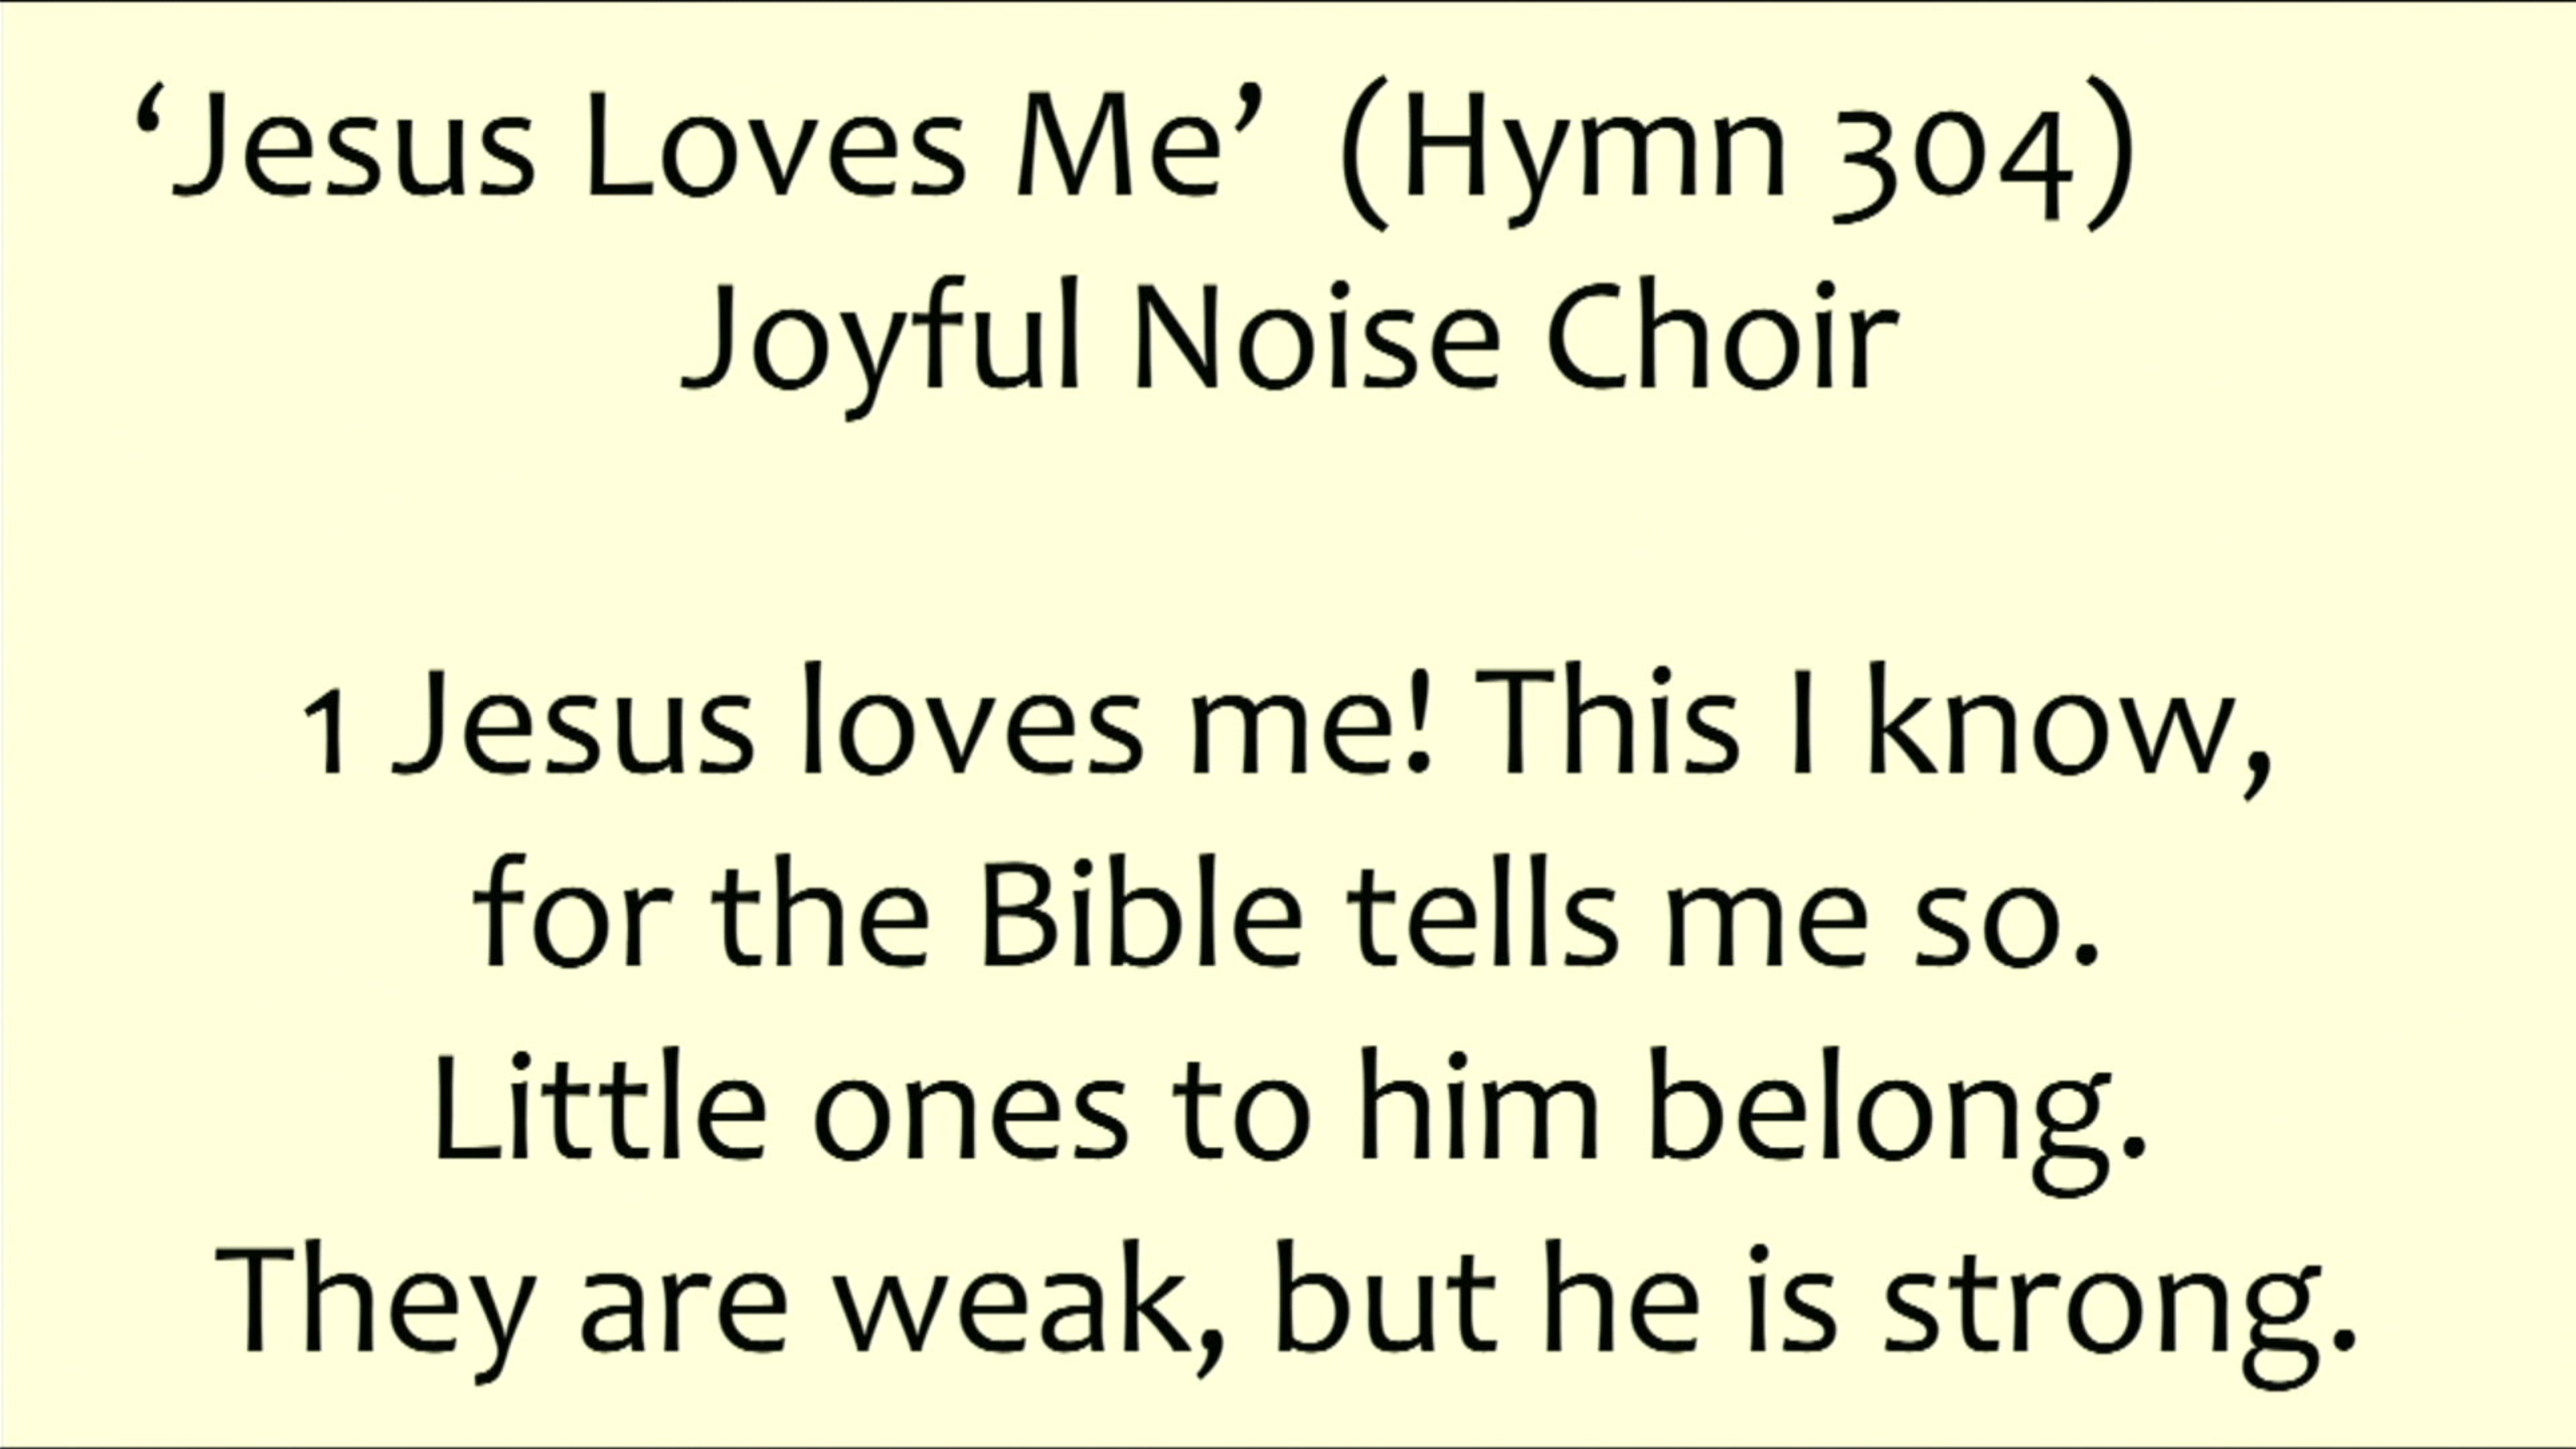 ‘Jesus Loves Me’ (Hymn 304)
Joyful Noise Choir
1 Jesus loves me! This I know,
for the Bible tells me so.
Little ones to him belong.
They are weak, but he is strong.